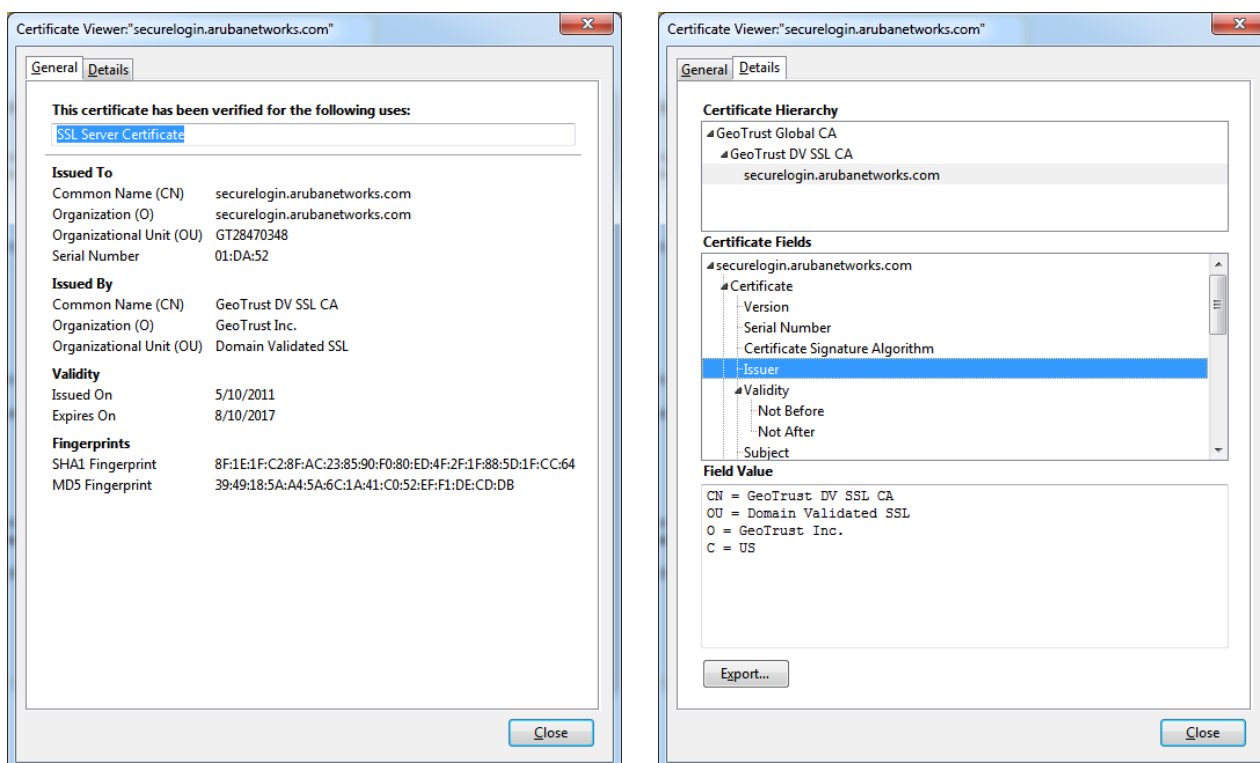 Certificate Viewer:"securelogin.arubanetworks.com"
General Details
This certificate has been verified for the following uses:
SSL Server Certificate
Issued To
Common Name (CN) securelogin.arubanetworks.com
Organization (O) securelogin.arubanetworks.com
Organizational Unit (OU) GT28470348
Serial Number 01:DA:52
Issued By
Common Name (CN) GeoTrust DV SSL CA
Organization (O) GeoTrust Inc.
Organizational Unit (OU) Domain Validated SSL
Validity
Issued On 5/10/2011
Expires On 8/10/2017
Fingerprints
SHA1 Fingerprint 8F:1E:1F:C2:8F:AC:23:85:90:F0:80:ED:4F:2F:1F:88:5D:1F:CC:64
MD5 Fingerprint 39:49:18:5A:A4:5A:6C:1A:41:C0:52:EF:F1:DE:CD:DB
Close
Certificate Viewer:"securelogin.arubanetworks.com"
General Details
Certificate Hierarchy
GeoTrust Global CA
GeoTrust DV SSL CA
securelogin.arubanetworks.com
Certificate Fields
securelogin.arubanetworks.com
Certificate
Version
Serial Number
Certificate Signature Algorithm
Issuer
Validity
Not Before
Not After
Subject
Field Value
CN = GeoTrust DV SSL CA
OU = Domain Validated SSL
O = GeoTrust Inc.
C = US
Export...
Close